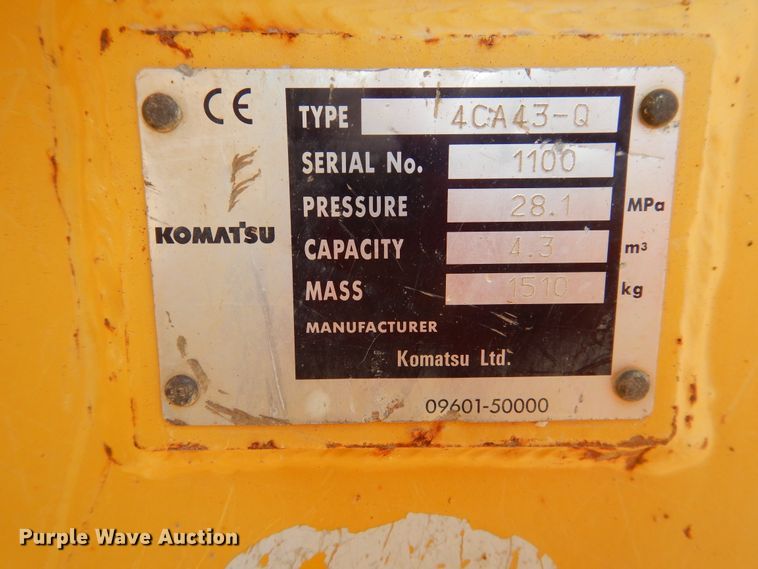 CE
KOMATSU
TYPE 4CA43-Q
SERIAL No. 1100
PRESSURE 28.1 MPa
CAPACITY 4.3 m³
MASS 1510 kg
MANUFACTURER
Komatsu Ltd.
09601-50000
Purple Wave Auction®